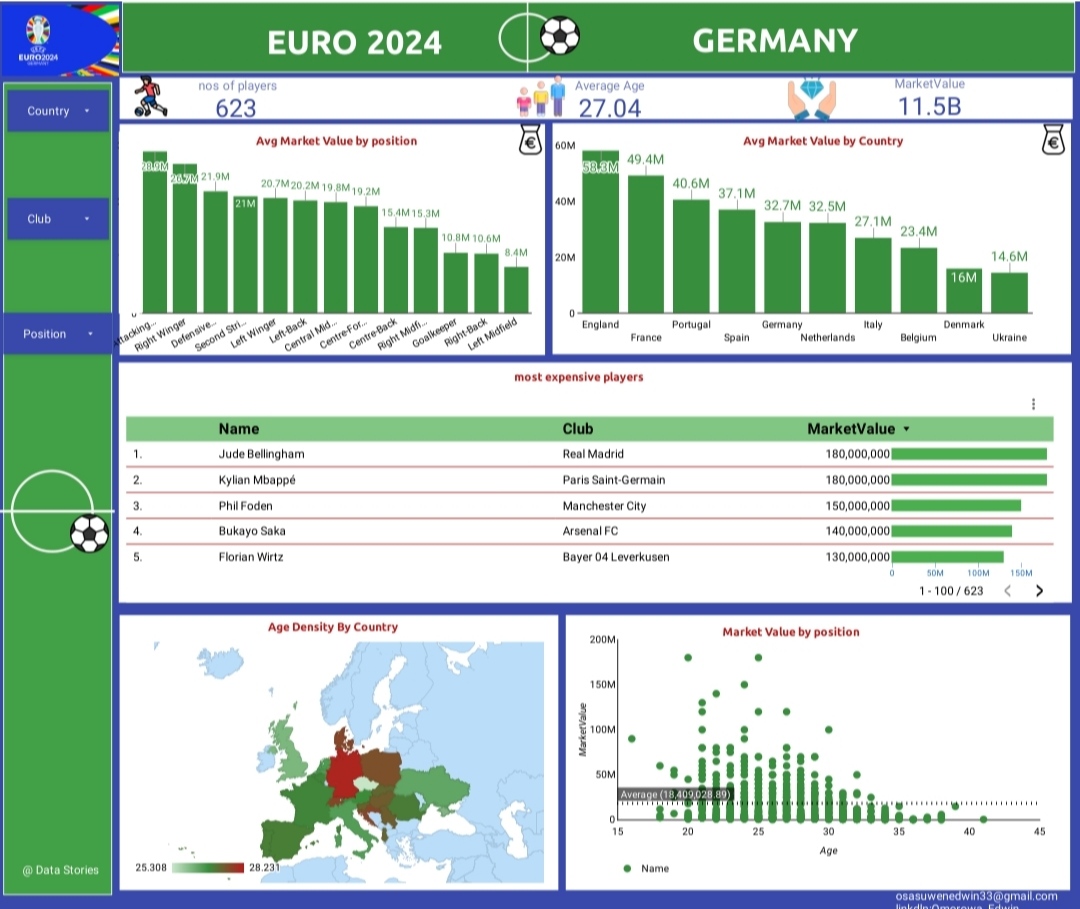 EURO2024
GERMANY
EURO 2024
GERMANY
nos of players
623
Average Age
27.04
MarketValue
11.5B
Country
Club
Position
@ Data Stories
Avg Market Value by position
28.9M
26.7M
21.9M
21M
20.7M
20.2M
19.8M
19.2M
15.4M
15.3M
10.8M
10.6M
8.4M
0
Attacking...
Right Winger
Defensive...
Second Stri...
Left Winger
Left-Back
Central Mid...
Centre-For...
Centre-Back
Right Midfi...
Goalkeeper
Right-Back
Left Midfield
Avg Market Value by Country
60M
40M
20M
0
58.3M
49.4M
40.6M
37.1M
32.7M
32.5M
27.1M
23.4M
16M
14.6M
England
France
Portugal
Spain
Germany
Netherlands
Italy
Belgium
Denmark
Ukraine
most expensive players
Name Club MarketValue
1. Jude Bellingham Real Madrid 180,000,000
2. Kylian Mbappé Paris Saint-Germain 180,000,000
3. Phil Foden Manchester City 150,000,000
4. Bukayo Saka Arsenal FC 140,000,000
5. Florian Wirtz Bayer 04 Leverkusen 130,000,000
0 50M 100M 150M
1 - 100 / 623
Age Density By Country
25.308 28.231
Market Value by position
200M
150M
100M
50M
0
MarketValue
Average (18,409,028.89)
15 20 25 30 35 40 45
Age
Name
osasuwenedwin33@gmail.com